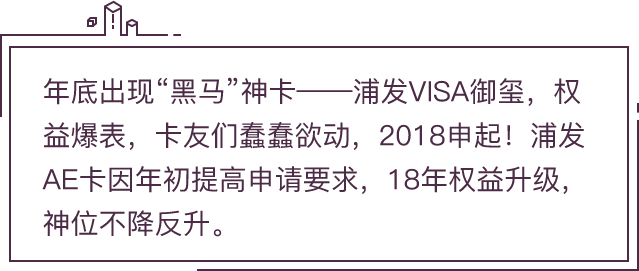 年底出现“黑马”神卡——浦发VISA御玺，权
益爆表，卡友们蠢蠢欲动，2018申起！浦发
AE卡因年初提高申请要求，18年权益升级，
神位不降反升。